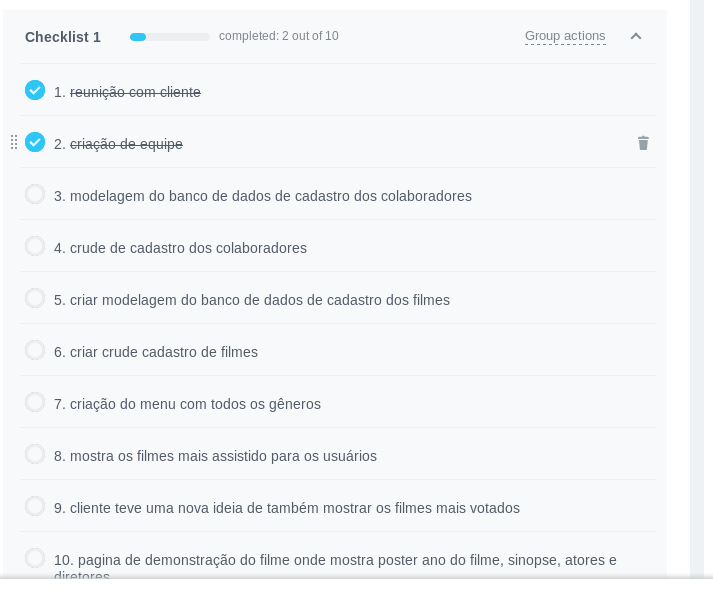 Checklist 1 completed: 2 out of 10 Group actions
1. reunição com cliente
2. criação de equipe
3. modelagem do banco de dados de cadastro dos colaboradores
4. crude de cadastro dos colaboradores
5. criar modelagem do banco de dados de cadastro dos filmes
6. criar crude cadastro de filmes
7. criação do menu com todos os gêneros
8. mostra os filmes mais assistido para os usuários
9. cliente teve uma nova ideia de também mostrar os filmes mais votados
10. pagina de demonstração do filme onde mostra poster ano do filme, sinopse, atores e
diretores